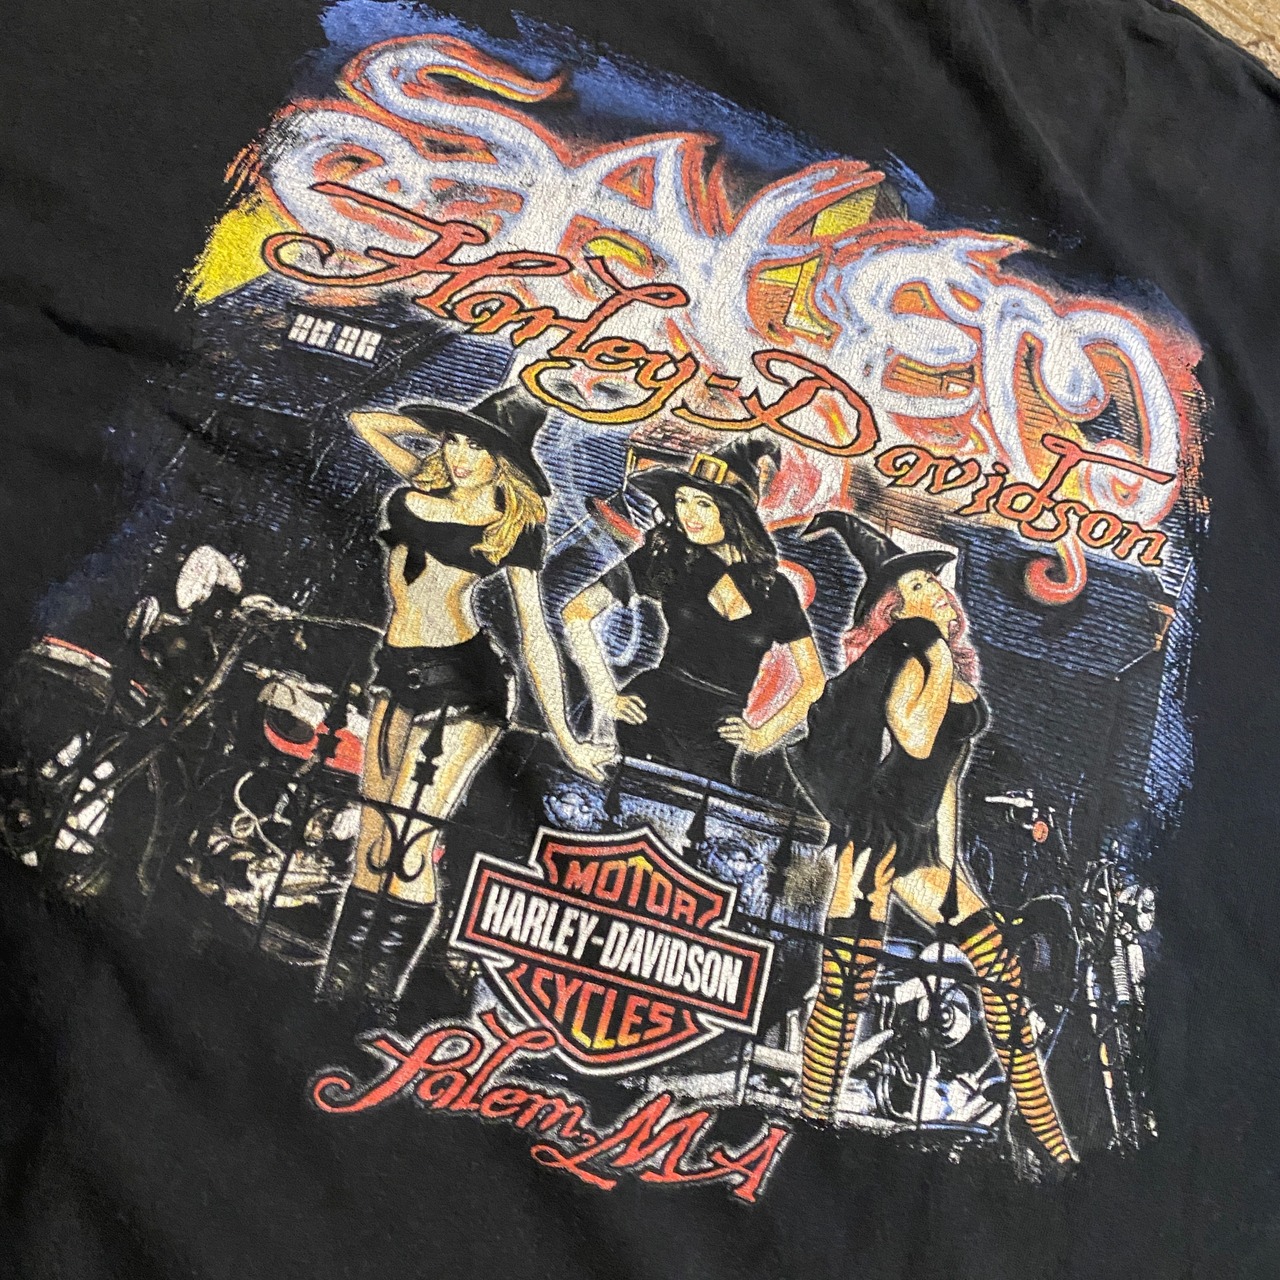 SALEM
Harley-Davidson
MOTOR
HARLEY-DAVIDSON
CYCLES
Salem, MA